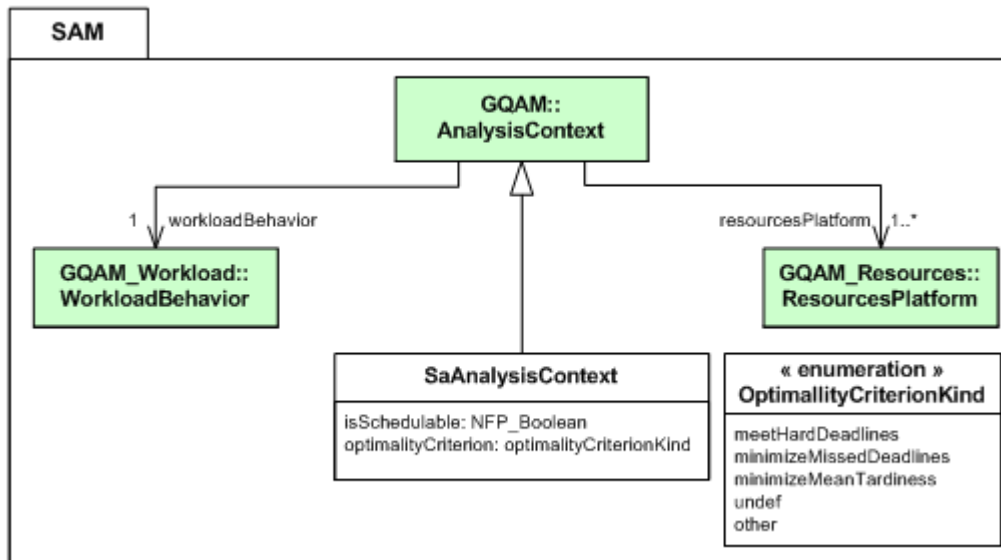 SAM
GQAM::
AnalysisContext
1 workloadBehavior
resourcesPlatform 1..*
GQAM_Workload::
WorkloadBehavior
GQAM_Resources::
ResourcesPlatform
SaAnalysisContext
isSchedulable: NFP_Boolean
optimalityCriterion: optimalityCriterionKind
« enumeration »
OptimallityCriterionKind
meetHardDeadlines
minimizeMissedDeadlines
minimizeMeanTardiness
undef
other